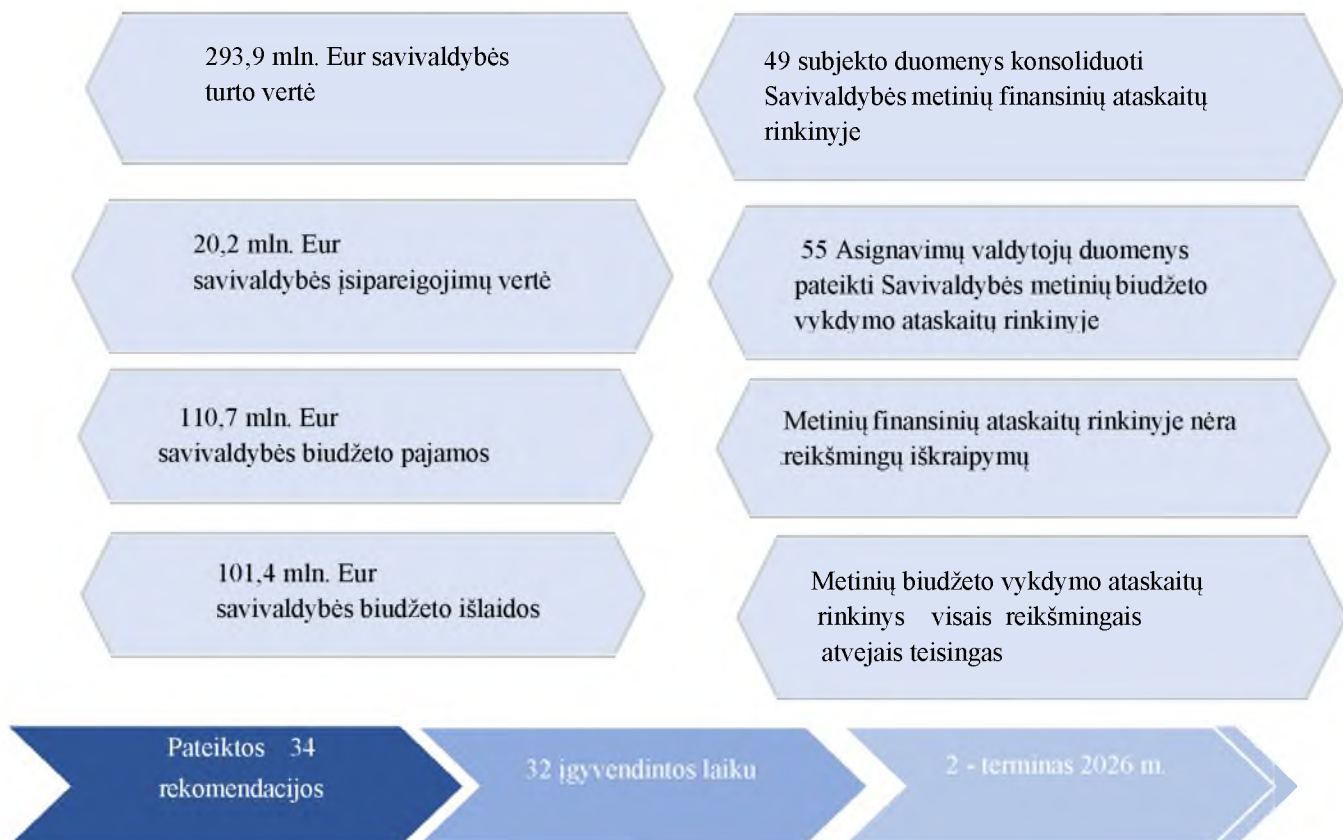 293,9 mln. Eur savivaldybės
turto vertė
49 subjekto duomenys konsoliduoti
Savivaldybės metinių finansinių ataskaitų
rinkinyje
20,2 mln. Eur
savivaldybės įsipareigojimų vertė
55 Asignavimų valdytojų duomenys
pateikti Savivaldybės metinių biudžeto
vykdymo ataskaitų rinkinyje
110,7 mln. Eur
savivaldybės biudžeto pajamos
Metinių finansinių ataskaitų rinkinyje nėra
reikšmingų iškraipymų
101,4 mln. Eur
savivaldybės biudžeto išlaidos
Metinių biudžeto vykdymo ataskaitų
rinkinys visais reikšmingais
atvejais teisingas
Pateiktos 34
rekomendacijos
32 įgyvendintos laiku
2 - terminas 2026 m.